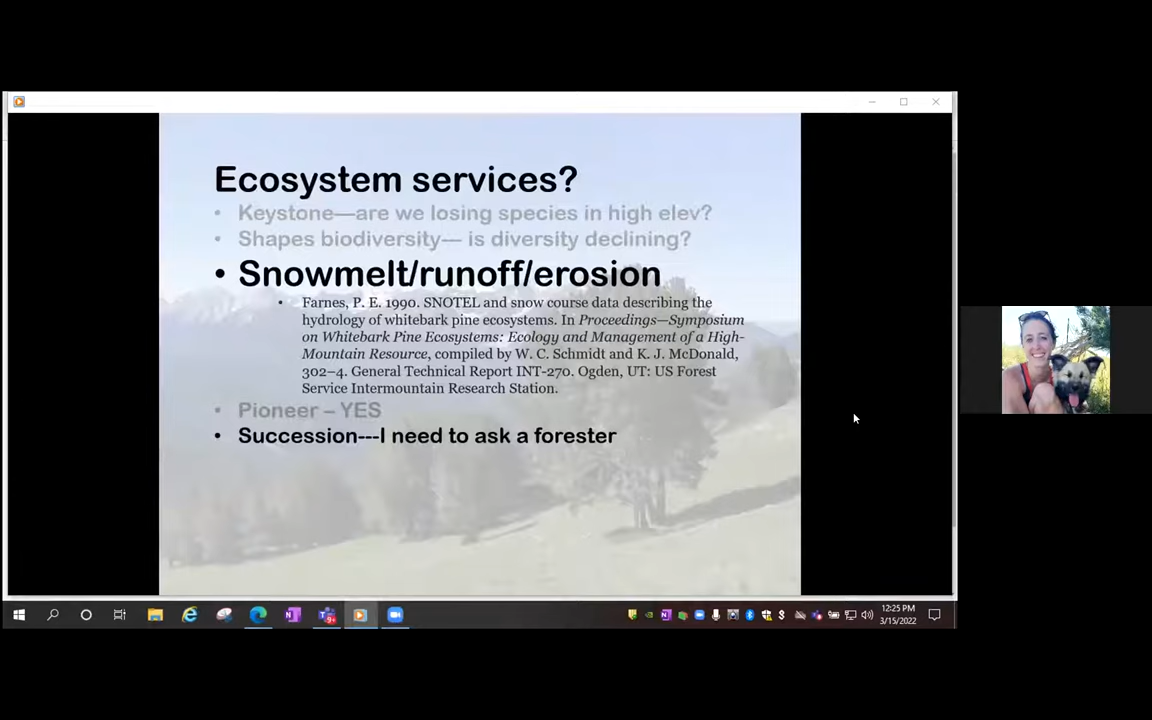 Ecosystem services?
• Keystone—are we losing species in high elev?
• Shapes biodiversity— is diversity declining?
• Snowmelt/runoff/erosion
• Farnes, P. E. 1990. SNOTEL and snow course data describing the
hydrology of whitebark pine ecosystems. In Proceedings—Symposium
on Whitebark Pine Ecosystems: Ecology and Management of a High-
Mountain Resource, compiled by W. C. Schmidt and K. J. McDonald,
302–4. General Technical Report INT-270. Ogden, UT: US Forest
Service Intermountain Research Station.
• Pioneer – YES
• Succession---I need to ask a forester
12:25 PM
3/15/2022